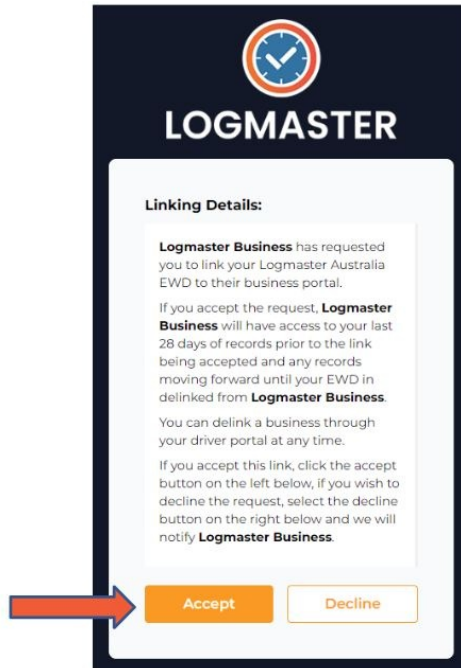 LOGMASTER
Linking Details:
Logmaster Business has requested
you to link your Logmaster Australia
EWD to their business portal.
If you accept the request, Logmaster
Business will have access to your last
28 days of records prior to the link
being accepted and any records
moving forward until your EWD in
delinked from Logmaster Business.
You can delink a business through
your driver portal at any time.
If you accept this link, click the accept
button on the left below, if you wish to
decline the request, select the decline
button on the right below and we will
notify Logmaster Business.
Accept
Decline